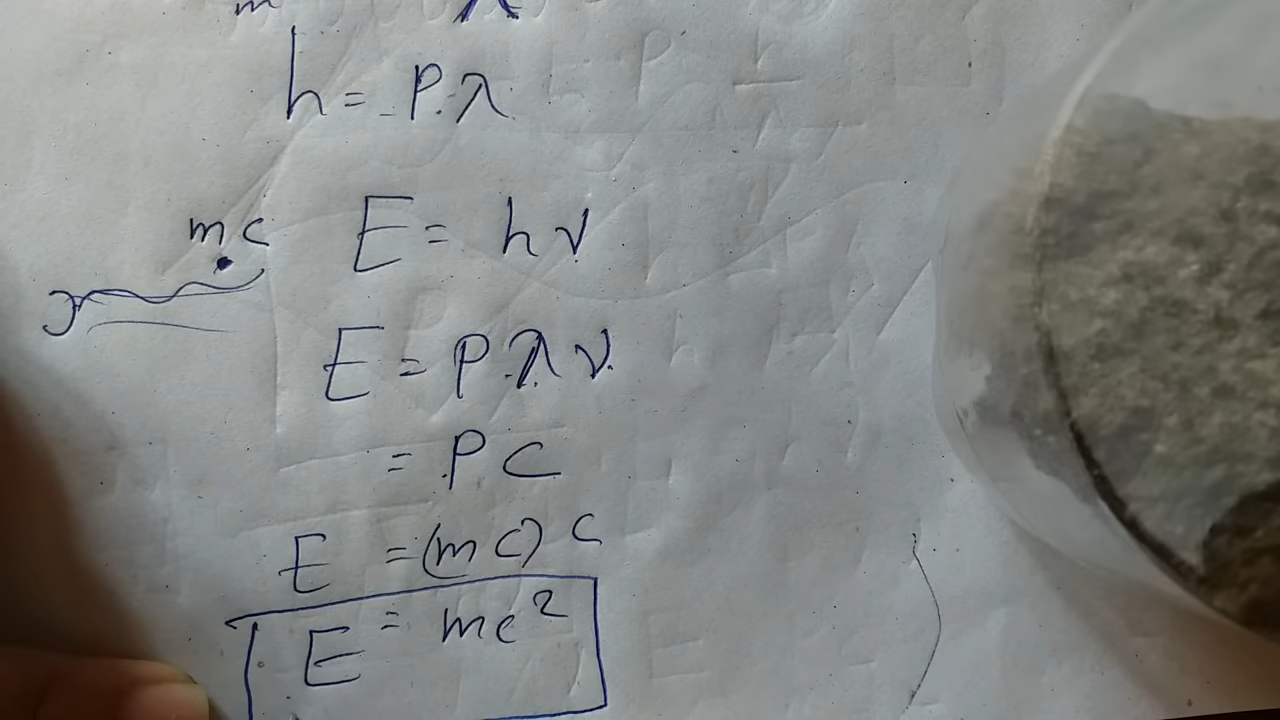 m λ
h = P.λ
mc
E = hν
E = Pλν
= PC
E = (mc) c
E = mc²